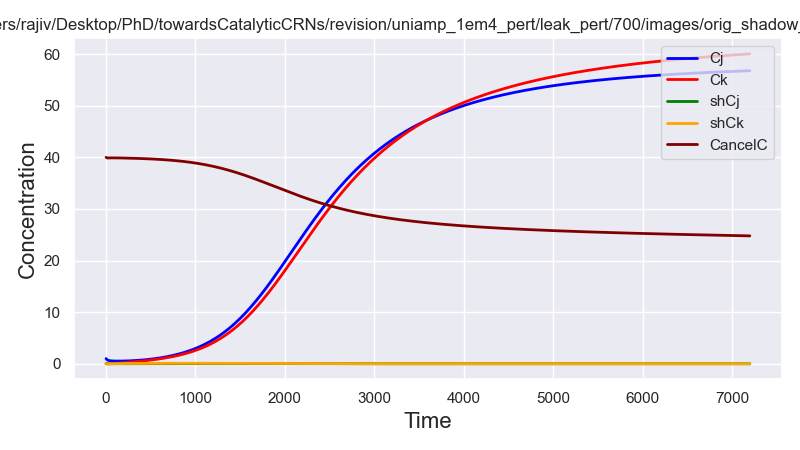 ers/rajiv/Desktop/PhD/towardsCatalyticCRNs/revision/uniamp_1em4_pert/leak_pert/700/images/orig_shadow_
60
50
40
30
20
10
0
Concentration
Cj
Ck
shCj
shCk
CancelC
0 1000 2000 3000 4000 5000 6000 7000
Time